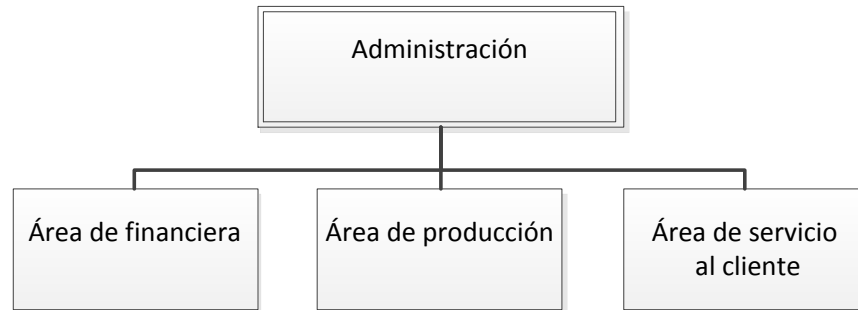 Administración
Área de financiera
Área de producción
Área de servicio
al cliente